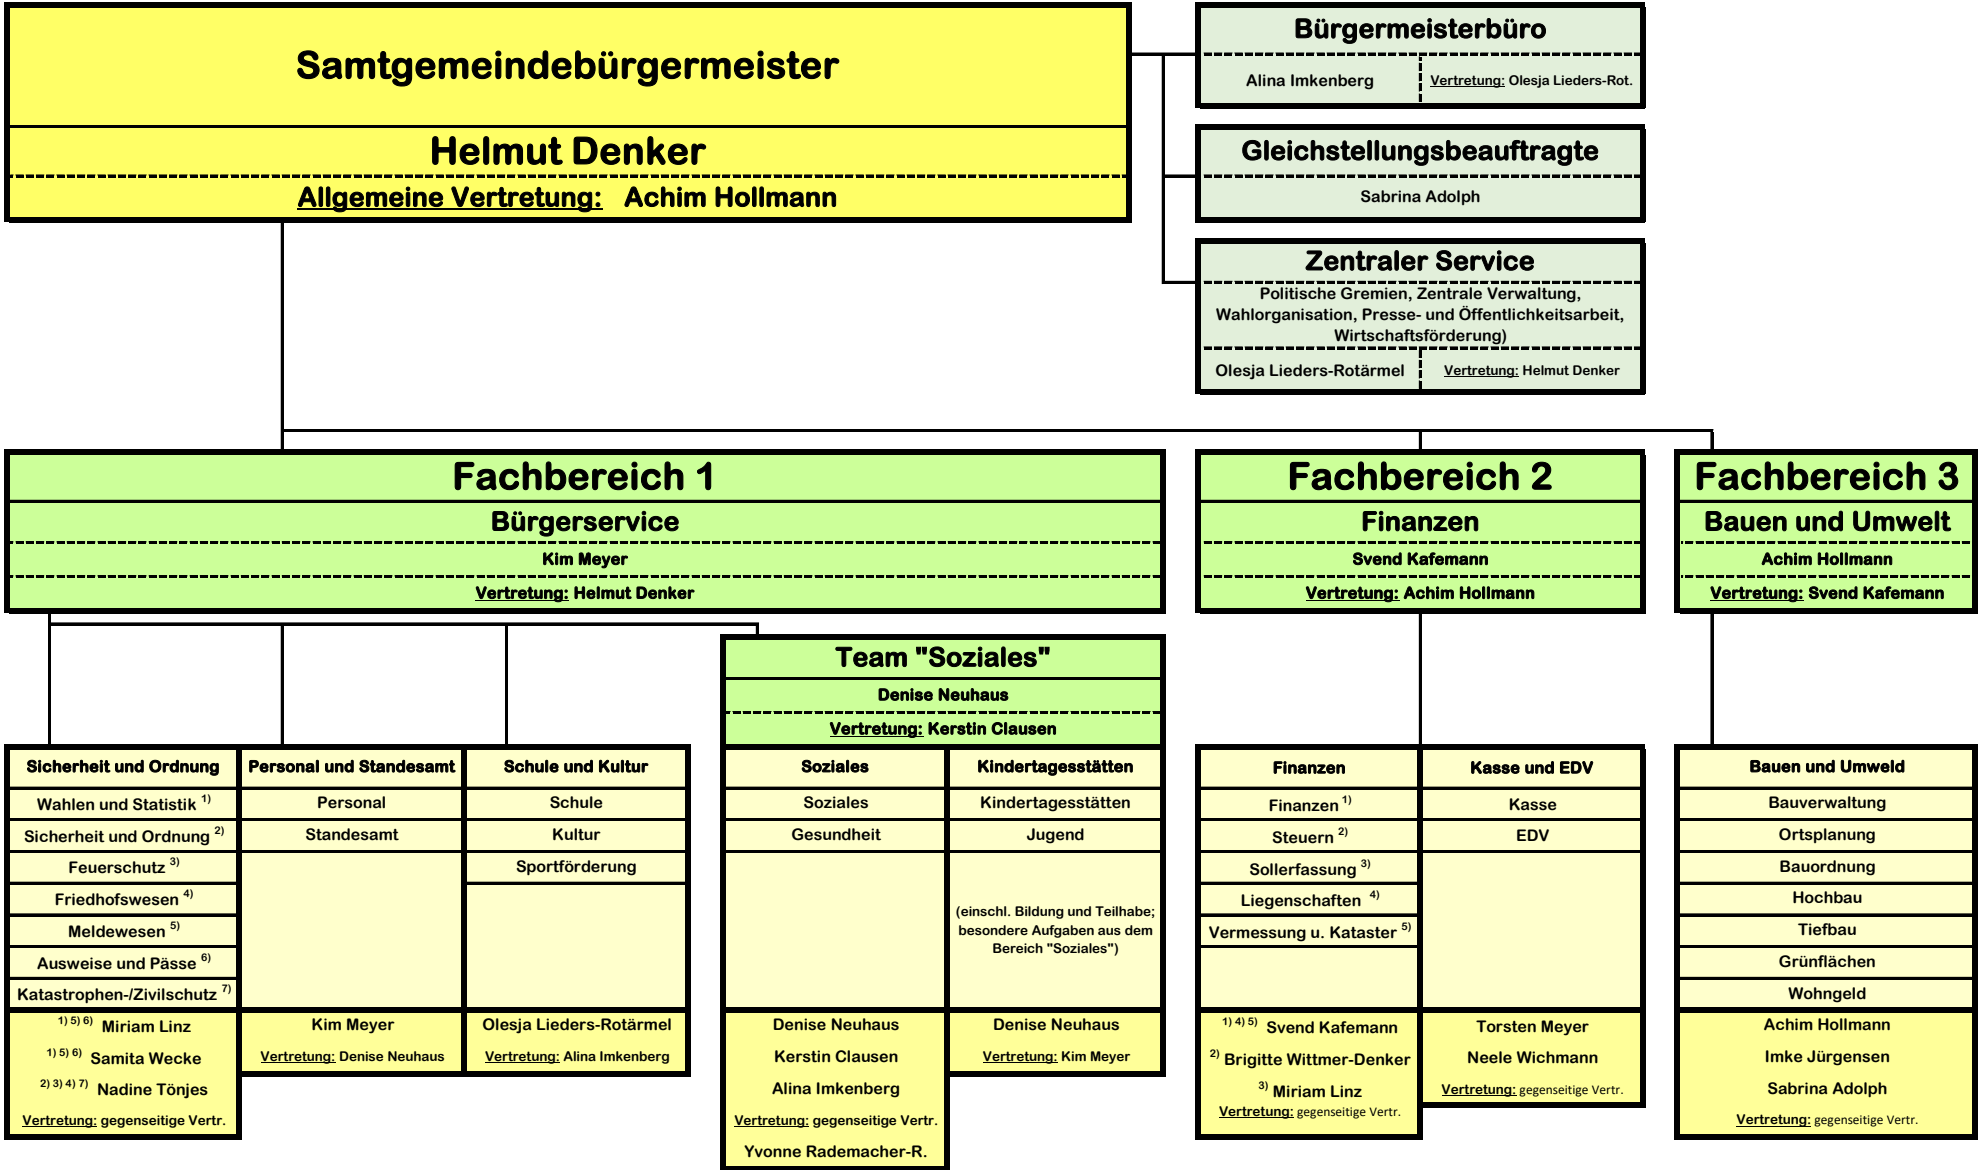 Samtgemeindebürgermeister
Helmut Denker
Allgemeine Vertretung: Achim Hollmann
Bürgermeisterbüro
Alina Imkenberg
Vertretung: Olesja Lieders-Rot.
Gleichstellungsbeauftragte
Sabrina Adolph
Zentraler Service
Politische Gremien, Zentrale Verwaltung,
Wahlorganisation, Presse- und Öffentlichkeitsarbeit,
Wirtschaftsförderung)
Olesja Lieders-Rotärmel
Vertretung: Helmut Denker
Fachbereich 1
Bürgerservice
Kim Meyer
Vertretung: Helmut Denker
Fachbereich 2
Finanzen
Svend Kafemann
Vertretung: Achim Hollmann
Fachbereich 3
Bauen und Umwelt
Achim Hollmann
Vertretung: Svend Kafemann
Team "Soziales"
Denise Neuhaus
Vertretung: Kerstin Clausen
Sicherheit und Ordnung
Wahlen und Statistik 1)
Sicherheit und Ordnung 2)
Feuerschutz 3)
Friedhofswesen 4)
Meldewesen 5)
Ausweise und Pässe 6)
Katastrophen-/Zivilschutz 7)
1) 5) 6) Miriam Linz
1) 5) 6) Samita Wecke
2) 3) 4) 7) Nadine Tönjes
Vertretung: gegenseitige Vertr.
Personal und Standesamt
Personal
Standesamt
Kim Meyer
Vertretung: Denise Neuhaus
Schule und Kultur
Schule
Kultur
Sportförderung
Olesja Lieders-Rotärmel
Vertretung: Alina Imkenberg
Soziales
Soziales
Gesundheit
Denise Neuhaus
Kerstin Clausen
Alina Imkenberg
Vertretung: gegenseitige Vertr.
Yvonne Rademacher-R.
Kindertagesstätten
Kindertagesstätten
Jugend
(einschl. Bildung und Teilhabe;
besondere Aufgaben aus dem
Bereich "Soziales")
Denise Neuhaus
Vertretung: Kim Meyer
Finanzen
Finanzen 1)
Steuern 2)
Sollerfassung 3)
Liegenschaften 4)
Vermessung u. Kataster 5)
1) 4) 5) Svend Kafemann
2) Brigitte Wittmer-Denker
3) Miriam Linz
Vertretung: gegenseitige Vertr.
Kasse und EDV
Kasse
EDV
Torsten Meyer
Neele Wichmann
Vertretung: gegenseitige Vertr.
Bauen und Umweld
Bauverwaltung
Ortsplanung
Bauordnung
Hochbau
Tiefbau
Grünflächen
Wohngeld
Achim Hollmann
Imke Jürgensen
Sabrina Adolph
Vertretung: gegenseitige Vertr.